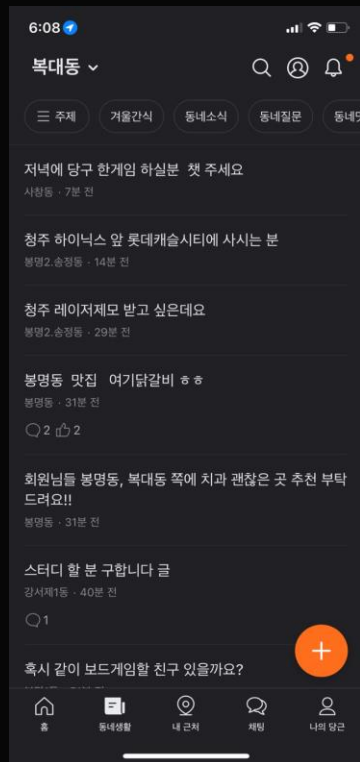 6:08
복대동
주제 겨울간식 동네소식 동네질문
저녁에 당구 한게임 하실분 챗 주세요
사창동 · 7분 전
청주 하이닉스 앞 롯데캐슬시티에 사시는 분
봉명2.송정동 · 14분 전
청주 레이저제모 받고 싶은데요
봉명2.송정동 · 29분 전
봉명동 맛집 여기닭갈비 ㅎㅎ
봉명동 · 31분 전
2 2
회원님들 봉명동, 복대동 쪽에 치과 괜찮은 곳 추천 부탁
드려요!!
봉명동 · 31분 전
스터디 할 분 구합니다 글
강서제1동 · 40분 전
1
혹시 같이 보드게임할 친구 있을까요?
홈 동네생활 내 근처 채팅 나의 당근